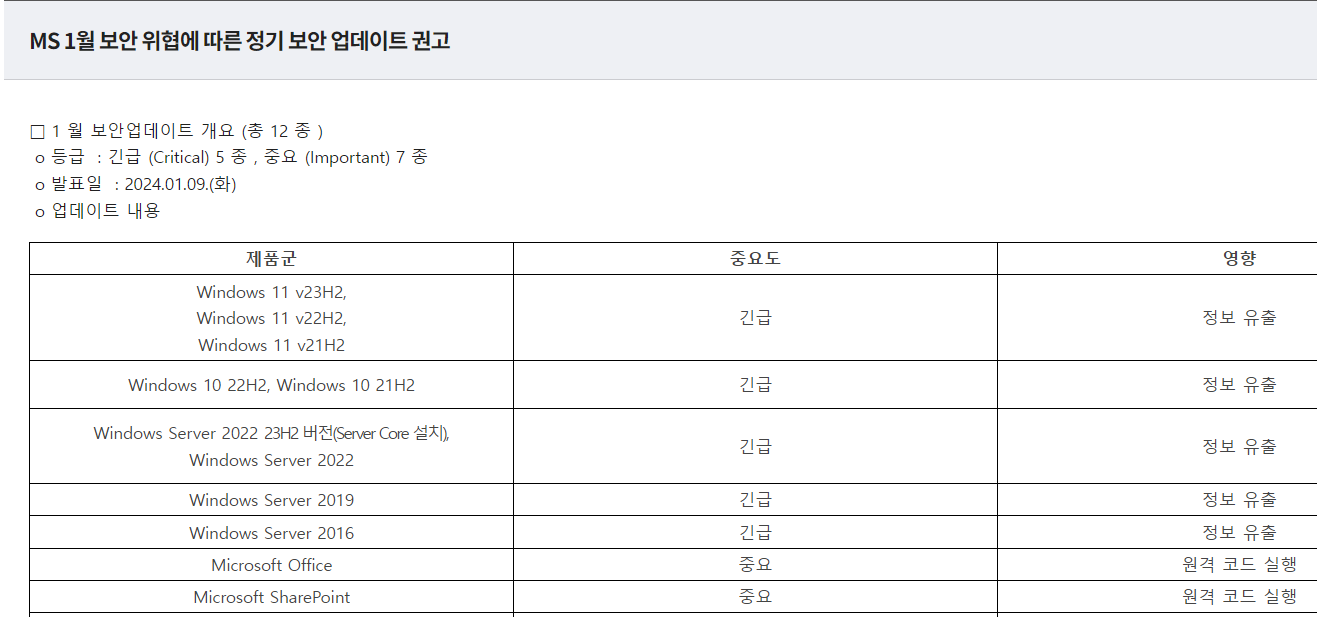 MS 1월 보안 위협에 따른 정기 보안 업데이트 권고
□ 1 월 보안업데이트 개요 (총 12 종 )
o 등급 : 긴급 (Critical) 5 종 , 중요 (Important) 7 종
o 발표일 : 2024.01.09.(화)
o 업데이트 내용
제품군 중요도 영향
Windows 11 v23H2,
Windows 11 v22H2,
Windows 11 v21H2
긴급
정보 유출
Windows 10 22H2, Windows 10 21H2 긴급 정보 유출
Windows Server 2022 23H2 버전(Server Core 설치),
Windows Server 2022
긴급
정보 유출
Windows Server 2019 긴급 정보 유출
Windows Server 2016 긴급 정보 유출
Microsoft Office 중요 원격 코드 실행
Microsoft SharePoint 중요 원격 코드 실행